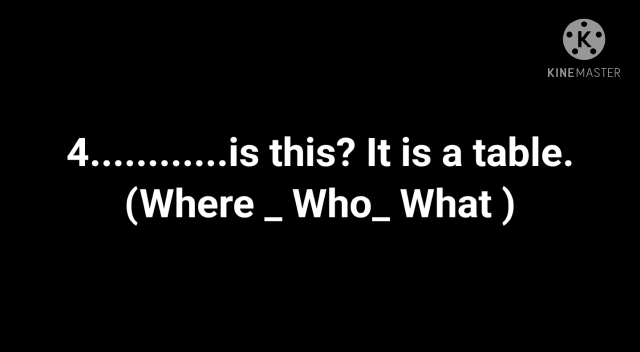 KINEMASTER
4............is this? It is a table.
(Where _ Who_ What )